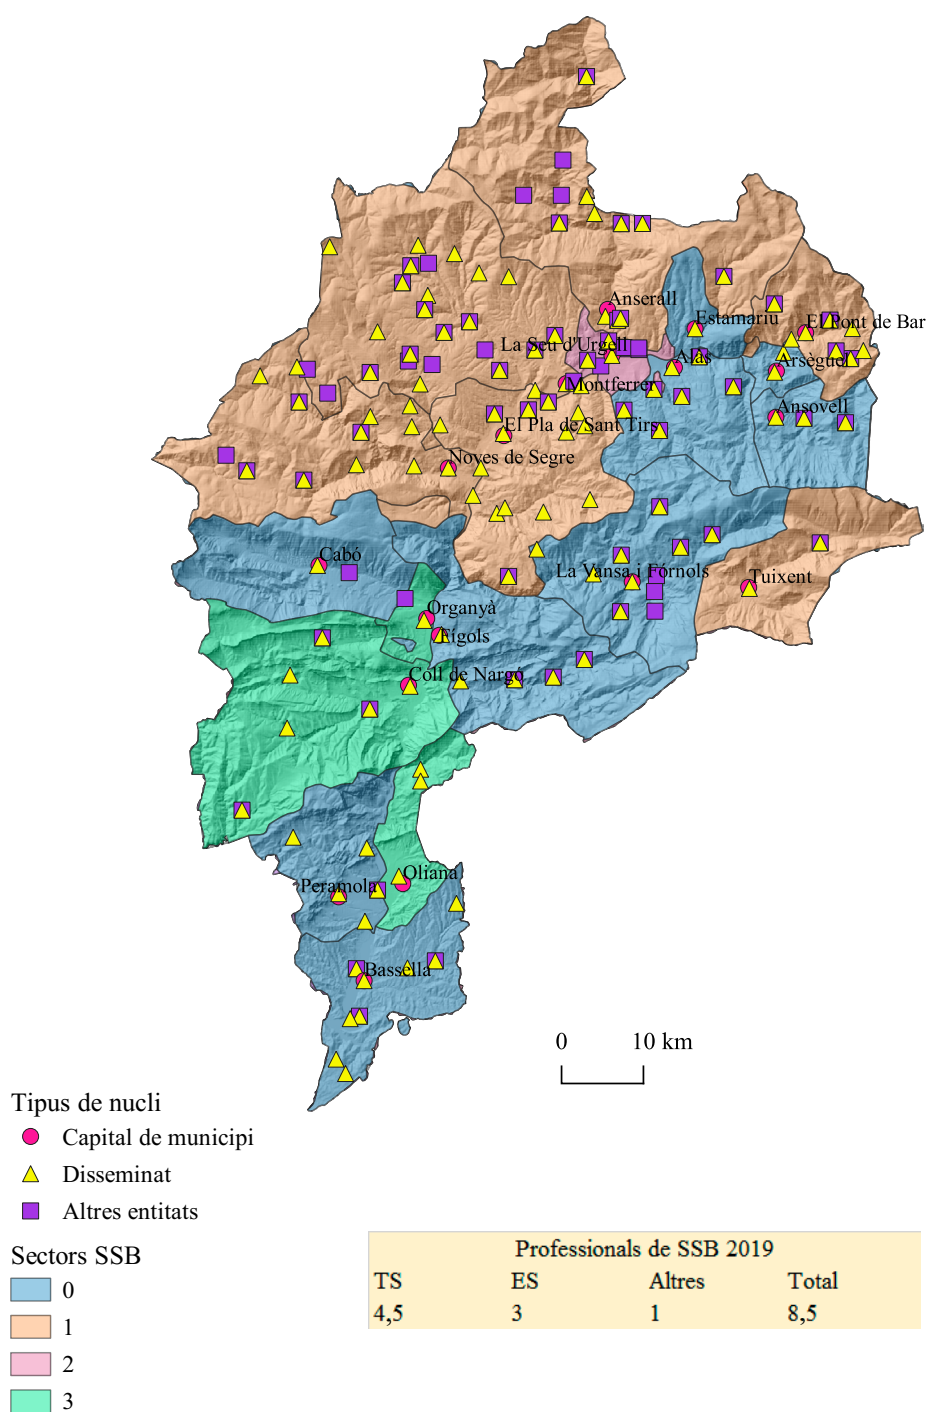 Anserall
Estamariu
El Pont de Bar
La Seu d'Urgell
Alàs
Arsèguel
Montferrer
Ansovell
El Pla de Sant Tirs
Noves de Segre
Cabó
La Vansa i Fórnols
Tuixent
Organyà
Fígols
Coll de Nargó
Oliana
Peramola
Bassella
0 10 km
Tipus de nucli
Capital de municipi
Disseminat
Altres entitats
Sectors SSB
0
1
2
3
Professionals de SSB 2019
TS ES Altres Total
4,5 3 1 8,5